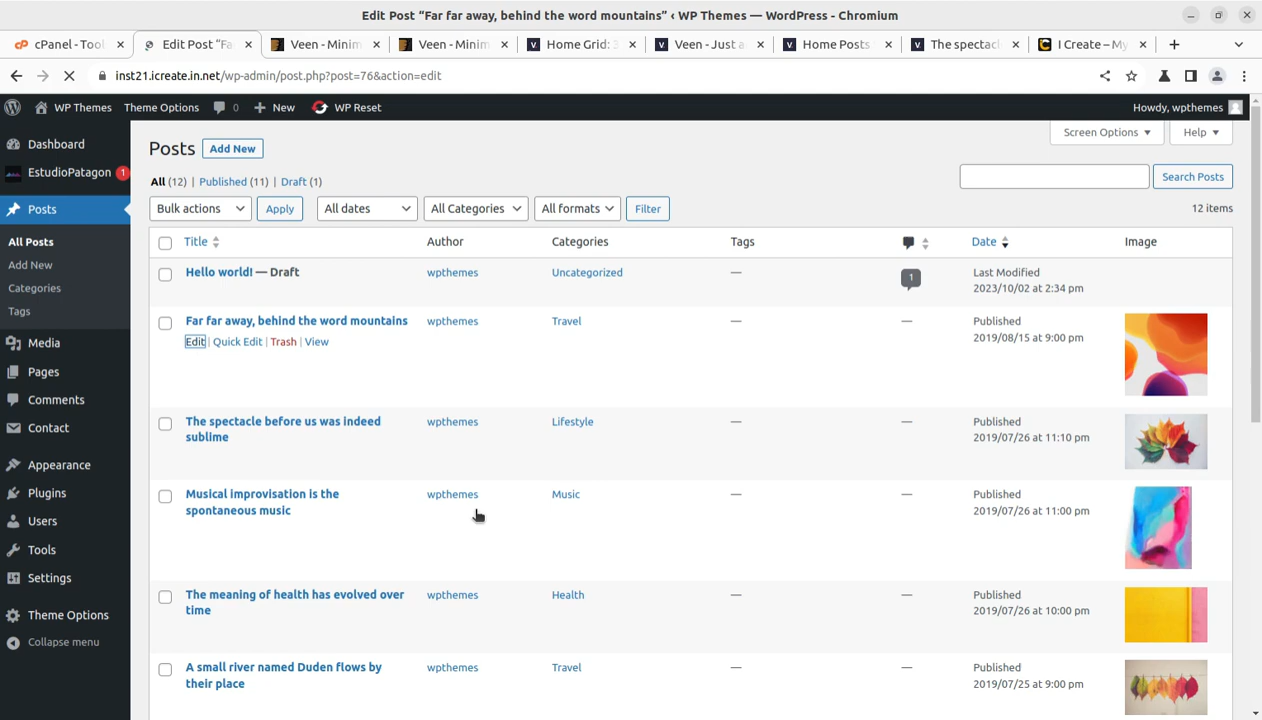 Edit Post “Far far away, behind the word mountains” ‹ WP Themes — WordPress - Chromium
cPanel - Tool
Edit Post “Fa
Veen - Minim
Veen - Minim
Home Grid: 3
Veen - Just a
Home Posts
The spectacl
I Create – My
inst21.icreate.in.net/wp-admin/post.php?post=76&action=edit
WP Themes Theme Options 0 New WP Reset Howdy, wpthemes
Screen Options Help
Dashboard
EstudioPatagon 1
Posts
All Posts
Add New
Categories
Tags
Media
Pages
Comments
Contact
Appearance
Plugins
Users
Tools
Settings
Theme Options
Collapse menu
Posts Add New
All (12) | Published (11) | Draft (1)
Search Posts
Bulk actions Apply All dates All Categories All formats Filter 12 items
Title Author Categories Tags Date Image
Hello world! — Draft wpthemes Uncategorized — 1 Last Modified
2023/10/02 at 2:34 pm
Far far away, behind the word mountains wpthemes Travel — — Published
2019/08/15 at 9:00 pm
Edit | Quick Edit | Trash | View
The spectacle before us was indeed wpthemes Lifestyle — — Published
sublime 2019/07/26 at 11:10 pm
Musical improvisation is the wpthemes Music — — Published
spontaneous music 2019/07/26 at 11:00 pm
The meaning of health has evolved over wpthemes Health — — Published
time 2019/07/26 at 10:00 pm
A small river named Duden flows by wpthemes Travel — — Published
their place 2019/07/25 at 9:00 pm